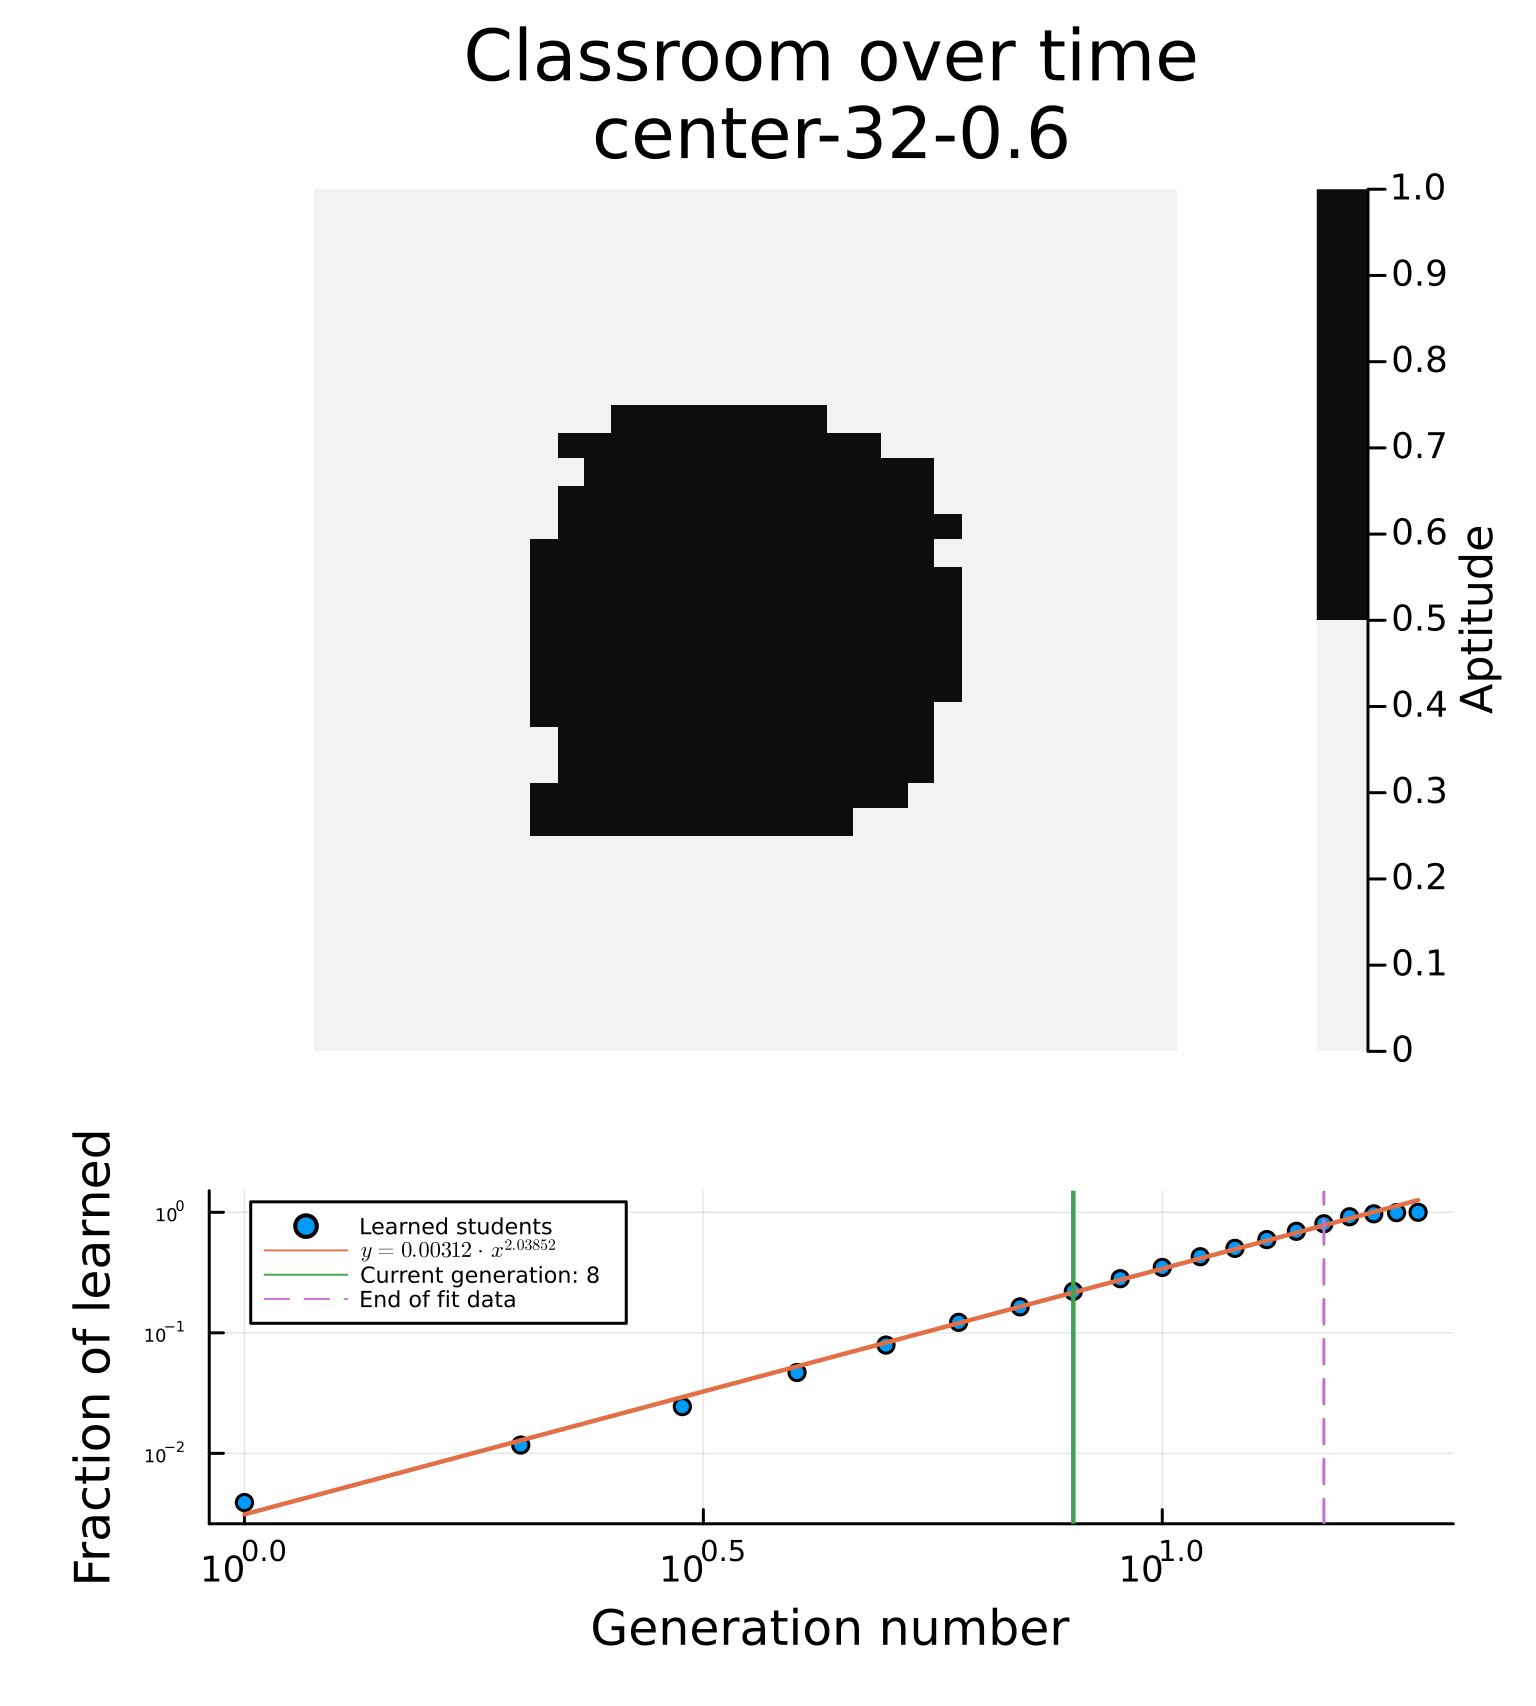 Classroom over time
center-32-0.6
1.0
0.9
0.8
0.7
0.6
0.5
0.4
0.3
0.2
0.1
0
Aptitude
Fraction of learned
10⁰
10⁻¹
10⁻²
Learned students
y = 0.00312 · x^{2.03852}
Current generation: 8
End of fit data
10^{0.0}
10^{0.5}
10^{1.0}
Generation number